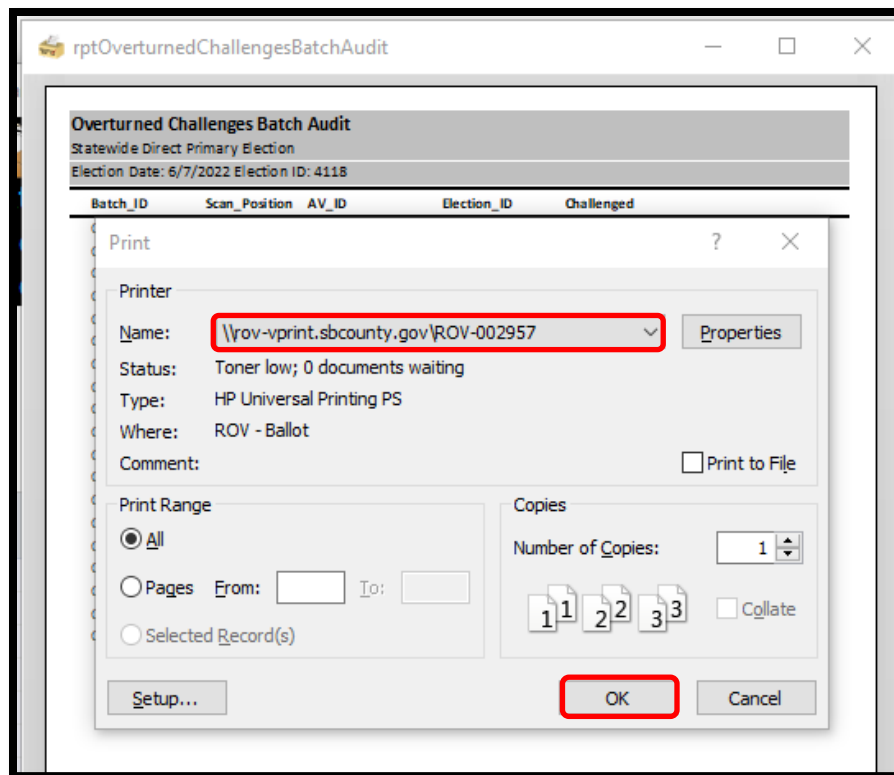 rptOverturnedChallengesBatchAudit
Overturned Challenges Batch Audit
Statewide Direct Primary Election
Election Date: 6/7/2022 Election ID: 4118
Batch_ID Scan_Position AV_ID Election_ID Challenged
Print
Printer
Name: \\rov-vprint.sbcounty.gov\ROV-002957 Properties
Status: Toner low; 0 documents waiting
Type: HP Universal Printing PS
Where: ROV - Ballot
Comment: Print to File
Print Range Copies
All Number of Copies: 1
Pages From: To:
1 1 2 2 3 3 Collate
Selected Record(s)
Setup... OK Cancel